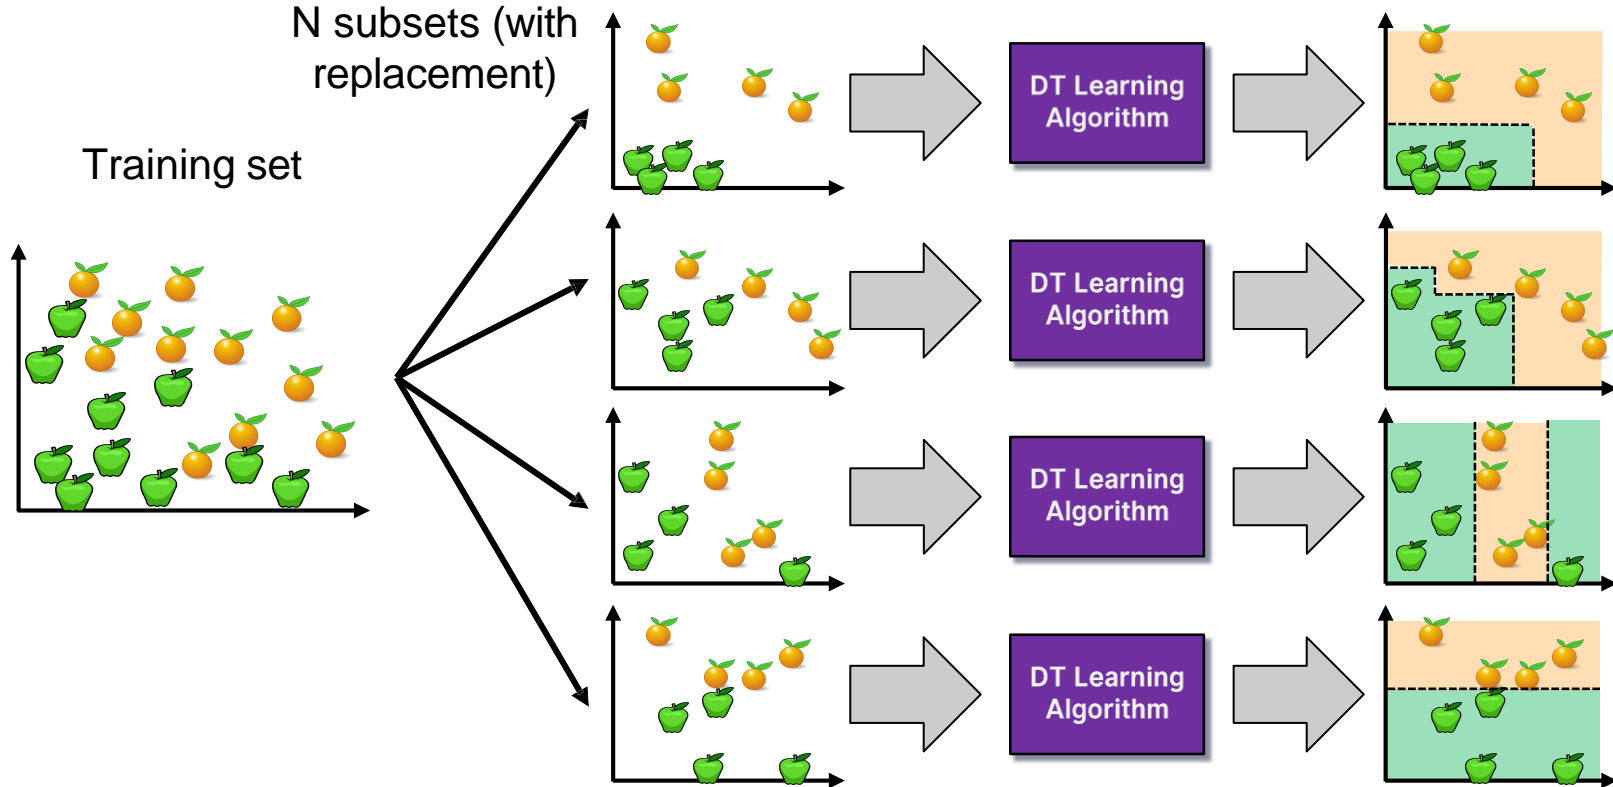 N subsets (with
replacement)
Training set
DT Learning
Algorithm
DT Learning
Algorithm
DT Learning
Algorithm
DT Learning
Algorithm